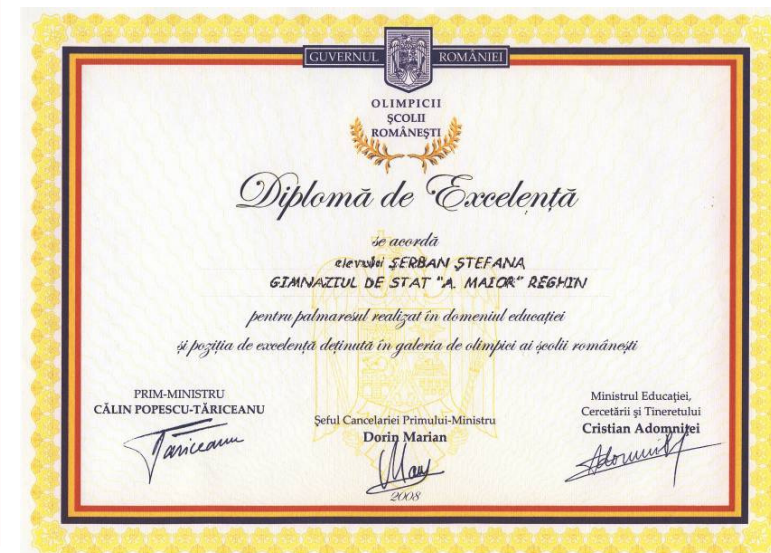 GUVERNUL ROMÂNIEI
OLIMPICII
ŞCOLII
ROMÂNEŞTI
Diplomă de Excelenţă
se acordă
elevului ŞERBAN ŞTEFANA
GIMNAZIUL DE STAT "A. MAIOR" REGHIN
pentru palmaresul realizat în domeniul educaţiei
şi poziţia de excelenţă deţinută în galeria de olimpici ai şcolii româneşti
PRIM-MINISTRU
CĂLIN POPESCU-TĂRICEANU
Tariceanu
Şeful Cancelariei Primului-Ministru
Dorin Marian
2008
Ministrul Educaţiei,
Cercetării şi Tineretului
Cristian Adomniţei